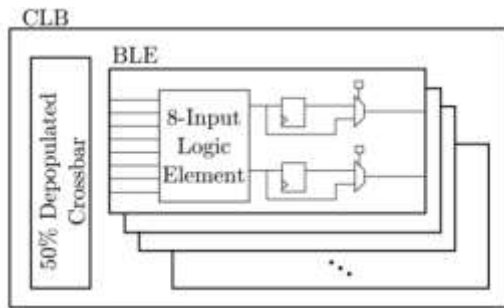 CLB
BLE
50% Depopulated
Crossbar
8-Input
Logic
Element